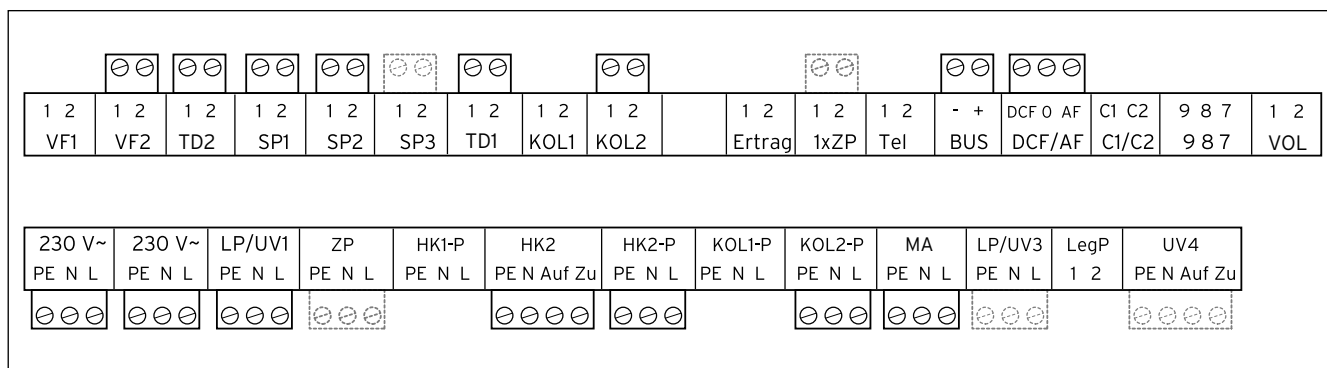 1 2 1 2 1 2 1 2 1 2 1 2 1 2 1 2 1 2 1 2 1 2 1 2 - + DCF O AF C1 C2 9 8 7 1 2
VF1 VF2 TD2 SP1 SP2 SP3 TD1 KOL1 KOL2 Ertrag 1xZP Tel BUS DCF/AF C1/C2 9 8 7 VOL
230 V~ 230 V~ LP/UV1 ZP HK1-P HK2 HK2-P KOL1-P KOL2-P MA LP/UV3 LegP UV4
PE N L PE N L PE N L PE N L PE N L PE N Auf Zu PE N L PE N L PE N L PE N L PE N L 1 2 PE N Auf Zu